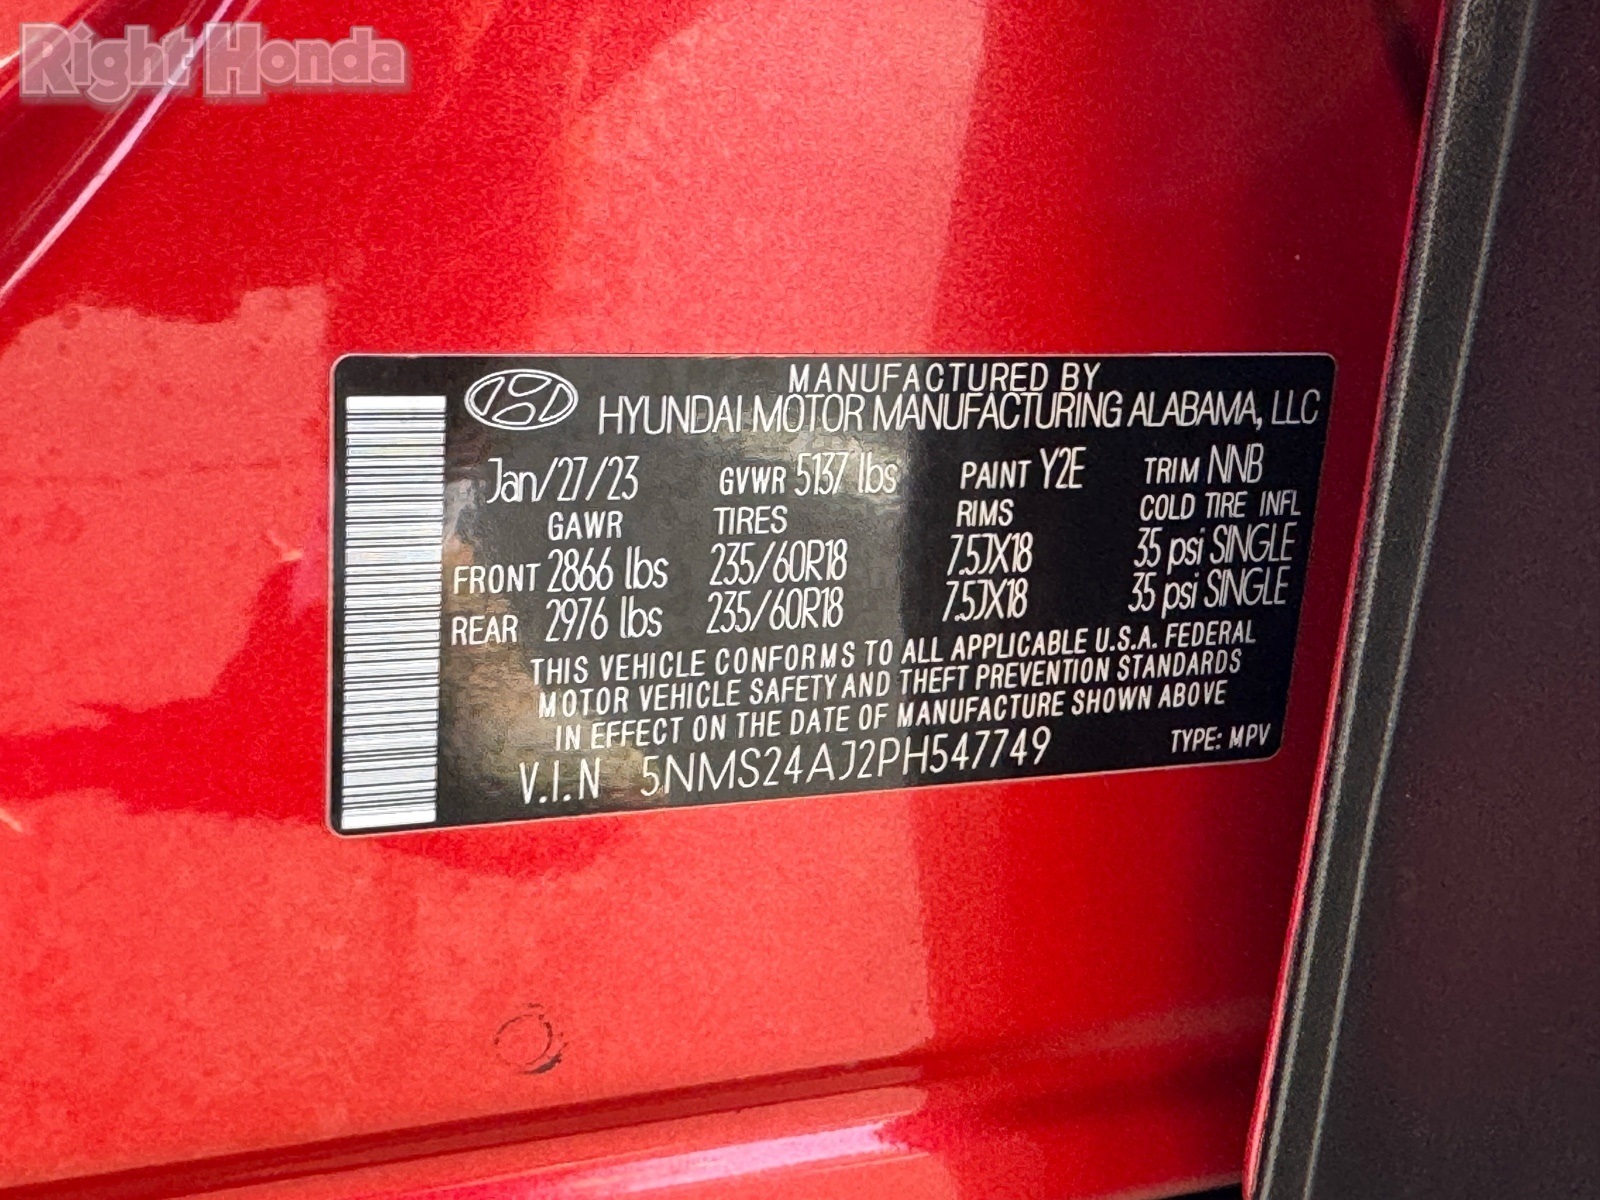 Right Honda
MANUFACTURED BY
HYUNDAI MOTOR MANUFACTURING ALABAMA, LLC
Jan/27/23 GVWR 5137 lbs PAINT Y2E TRIM NNB
GAWR TIRES RIMS COLD TIRE INFL
FRONT 2866 lbs 235/60R18 7.5JX18 35 psi SINGLE
REAR 2976 lbs 235/60R18 7.5JX18 35 psi SINGLE
THIS VEHICLE CONFORMS TO ALL APPLICABLE U.S.A. FEDERAL
MOTOR VEHICLE SAFETY AND THEFT PREVENTION STANDARDS
IN EFFECT ON THE DATE OF MANUFACTURE SHOWN ABOVE
V.I.N 5NMS24AJ2PH547749 TYPE: MPV